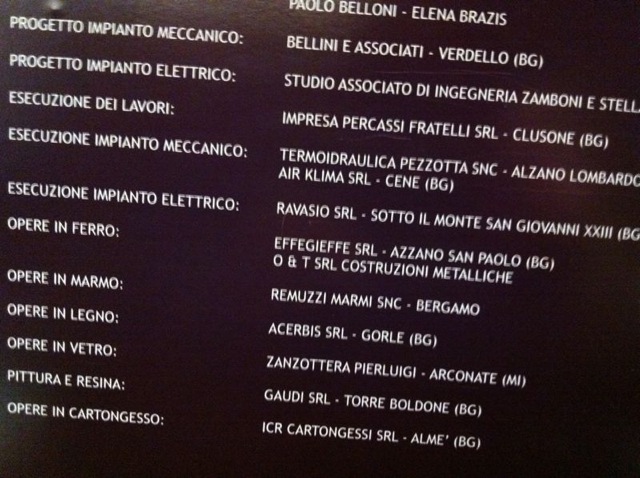 PAOLO BELLONI - ELENA BRAZIS
PROGETTO IMPIANTO MECCANICO: BELLINI E ASSOCIATI - VERDELLO (BG)
PROGETTO IMPIANTO ELETTRICO: STUDIO ASSOCIATO DI INGEGNERIA ZAMBONI E STELLA
ESECUZIONE DEI LAVORI: IMPRESA PERCASSI FRATELLI SRL - CLUSONE (BG)
ESECUZIONE IMPIANTO MECCANICO: TERMOIDRAULICA PEZZOTTA SNC - ALZANO LOMBARDO
AIR KLIMA SRL - CENE (BG)
ESECUZIONE IMPIANTO ELETTRICO: RAVASIO SRL - SOTTO IL MONTE SAN GIOVANNI XXIII (BG
OPERE IN FERRO: EFFEGIEFFE SRL - AZZANO SAN PAOLO (BG)
O & T SRL COSTRUZIONI METALLICHE
OPERE IN MARMO: REMUZZI MARMI SNC - BERGAMO
OPERE IN LEGNO: ACERBIS SRL - GORLE (BG)
OPERE IN VETRO: ZANZOTTERA PIERLUIGI - ARCONATE (MI)
PITTURA E RESINA: GAUDI SRL - TORRE BOLDONE (BG)
OPERE IN CARTONGESSO: ICR CARTONGESSI SRL - ALME' (BG)